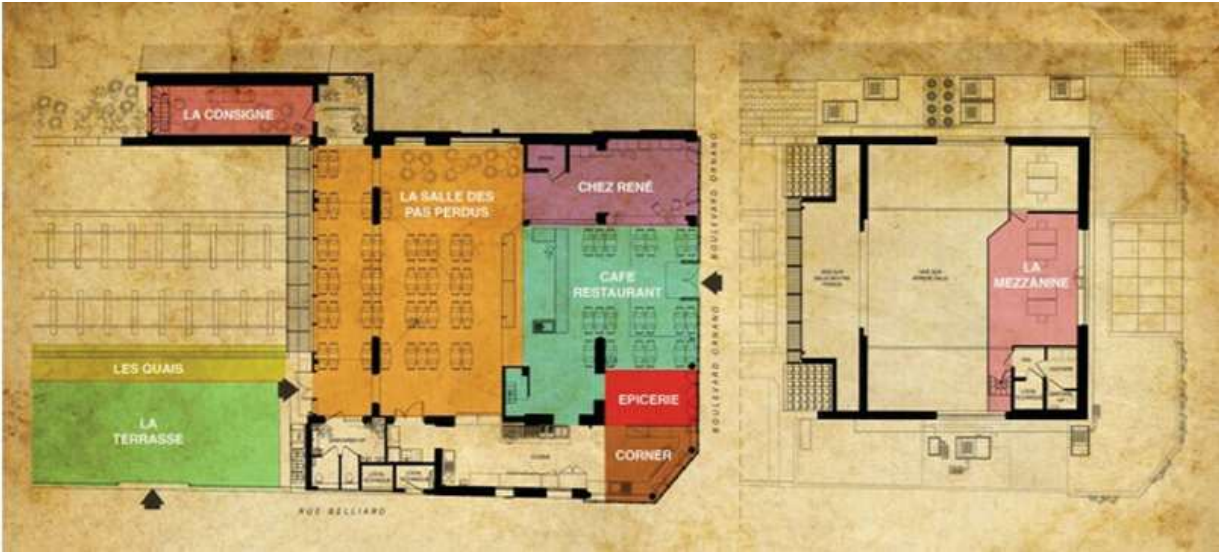 LA CONSIGNE
LA SALLE DES
PAS PERDUS
CHEZ RENÉ
CAFE
RESTAURANT
EPICERIE
CORNER
LES QUAIS
LA
TERRASSE
RUE BELLIARD
BOULEVARD ORNANO
BOULEVARD ORNANO
LA
MEZZANINE